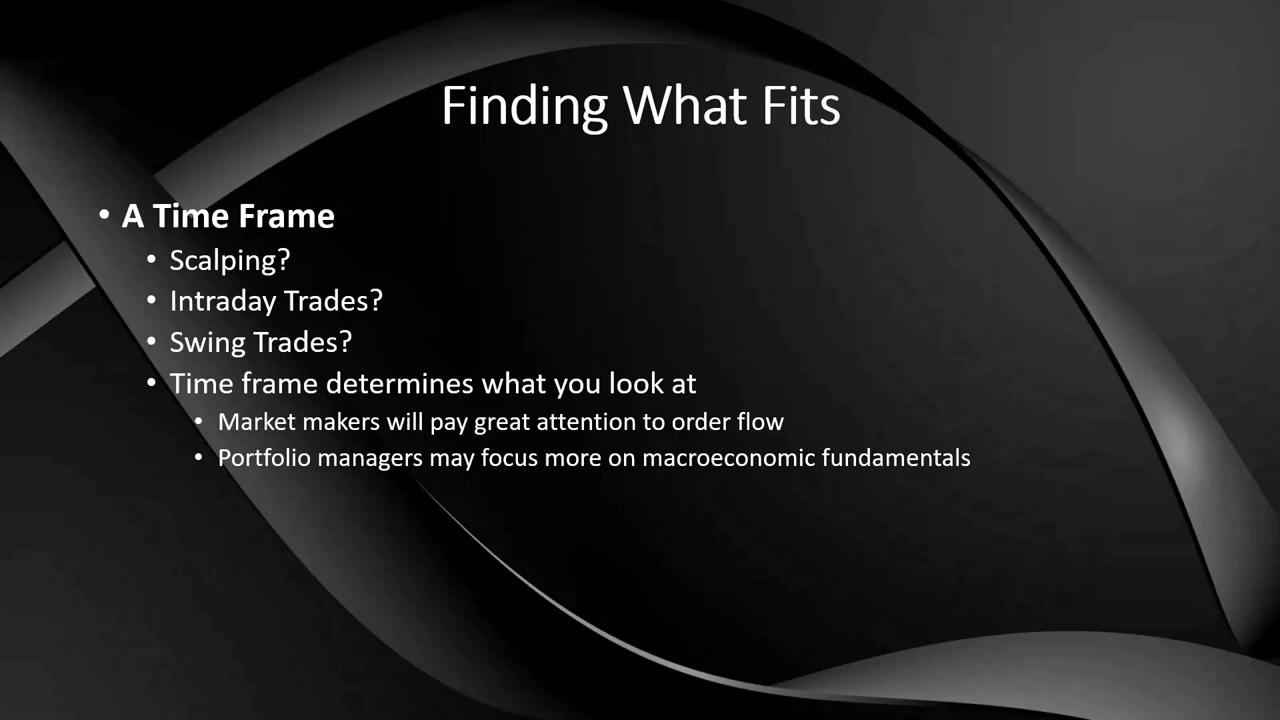 Finding What Fits
• A Time Frame
• Scalping?
• Intraday Trades?
• Swing Trades?
• Time frame determines what you look at
• Market makers will pay great attention to order flow
• Portfolio managers may focus more on macroeconomic fundamentals